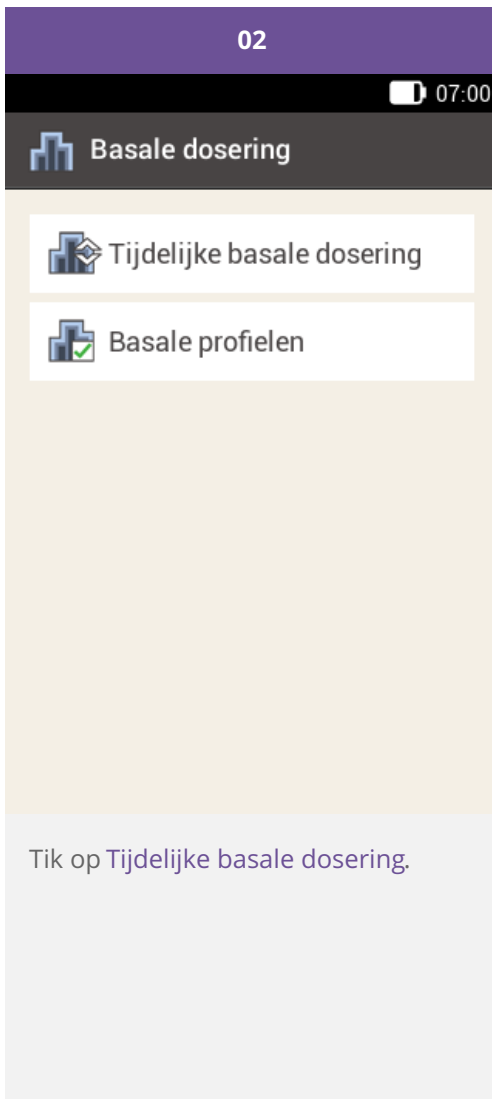 02
07:00
Basale dosering
Tijdelijke basale dosering
Basale profielen
Tik op Tijdelijke basale dosering.